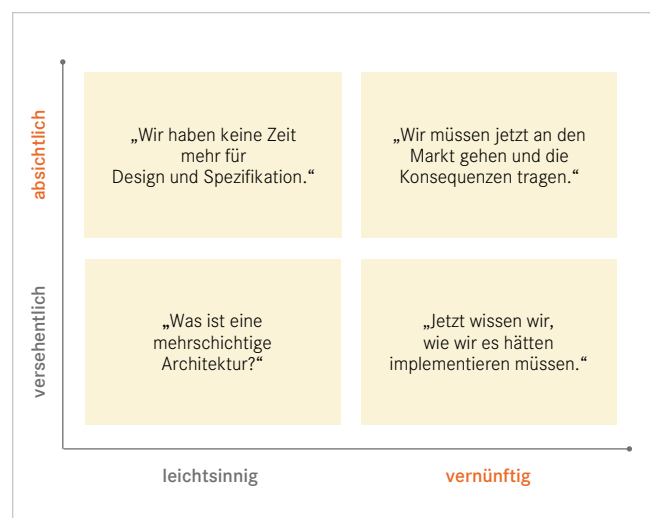 absichtlich
„Wir haben keine Zeit
mehr für
Design und Spezifikation.“
„Wir müssen jetzt an den
Markt gehen und die
Konsequenzen tragen.“
versehentlich
„Was ist eine
mehrschichtige
Architektur?“
„Jetzt wissen wir,
wie wir es hätten
implementieren müssen.“
leichtsinnig
vernünftig